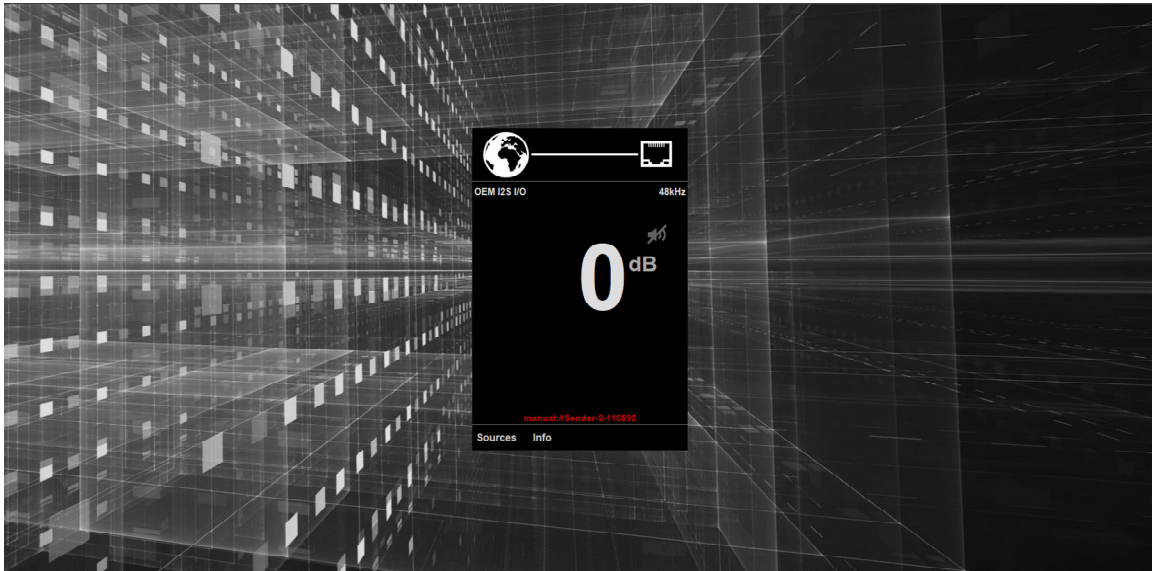 OEM I2S I/O 48kHz
0 dB
manual://Sender-2-110592
Sources Info